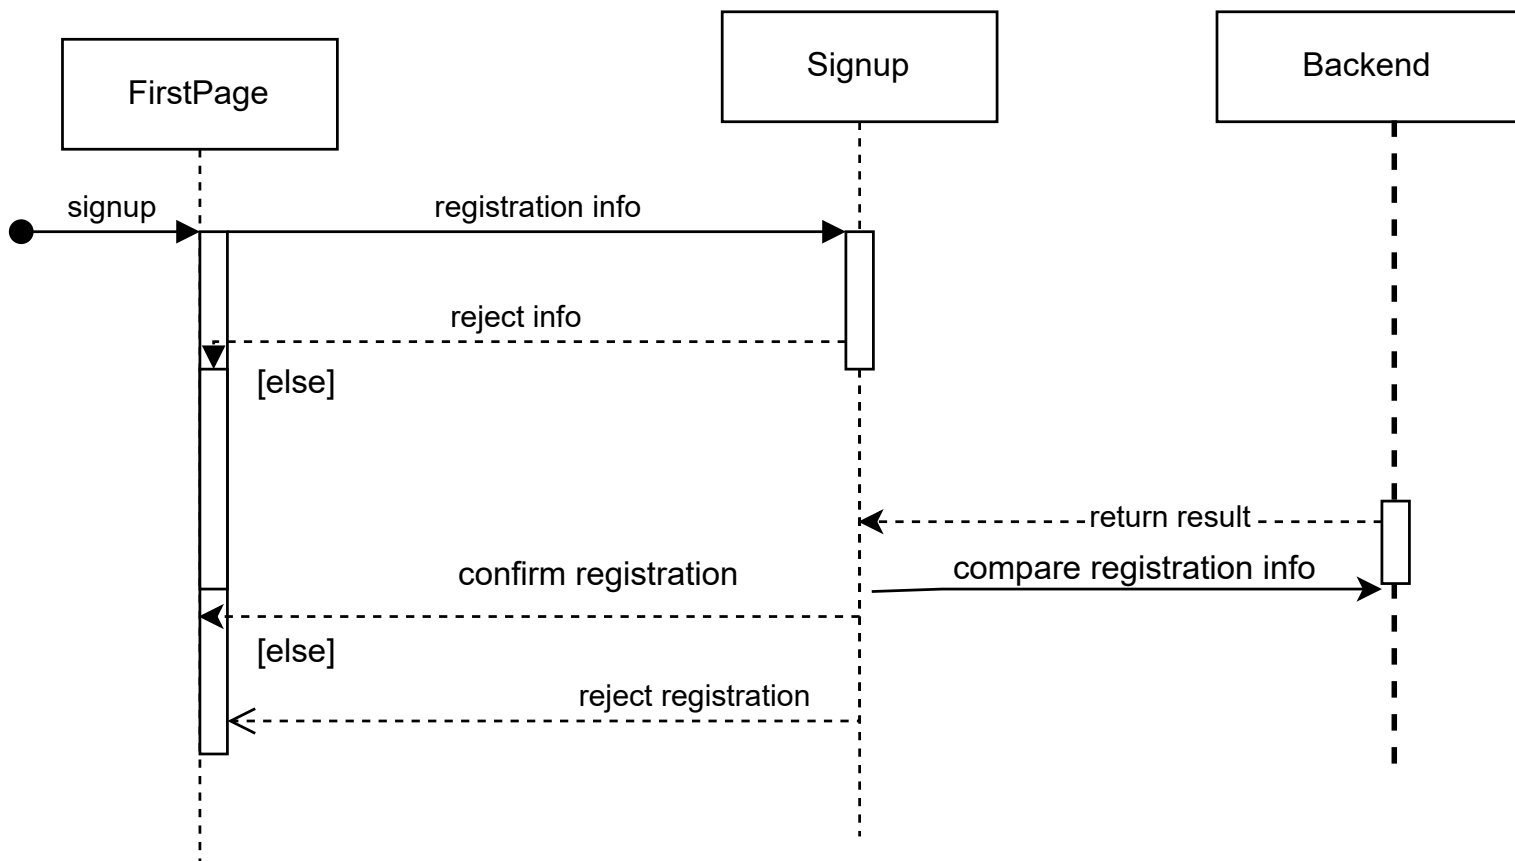 FirstPage
Signup
Backend
signup
registration info
reject info
[else]
return result
compare registration info
confirm registration
[else]
reject registration